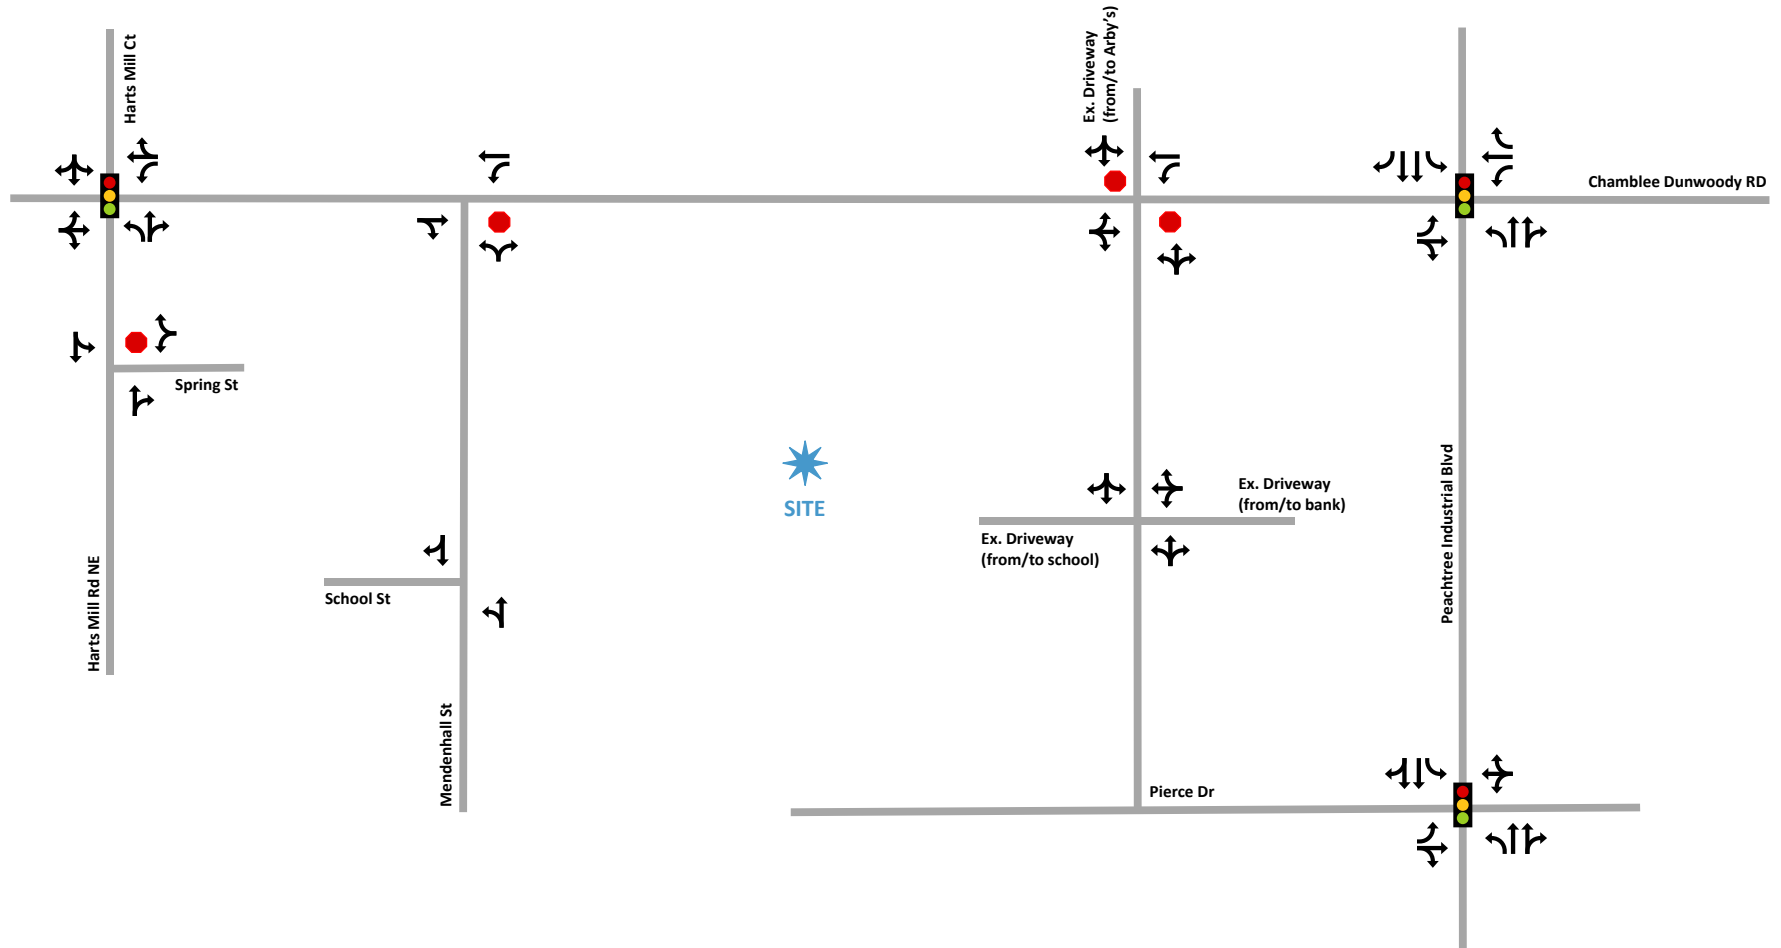 Harts Mill Ct
Ex. Driveway
(from/to Arby's)
Chamblee Dunwoody RD
Spring St
SITE
Ex. Driveway
(from/to bank)
Ex. Driveway
(from/to school)
Peachtree Industrial Blvd
Harts Mill Rd NE
School St
Mendenhall St
Pierce Dr